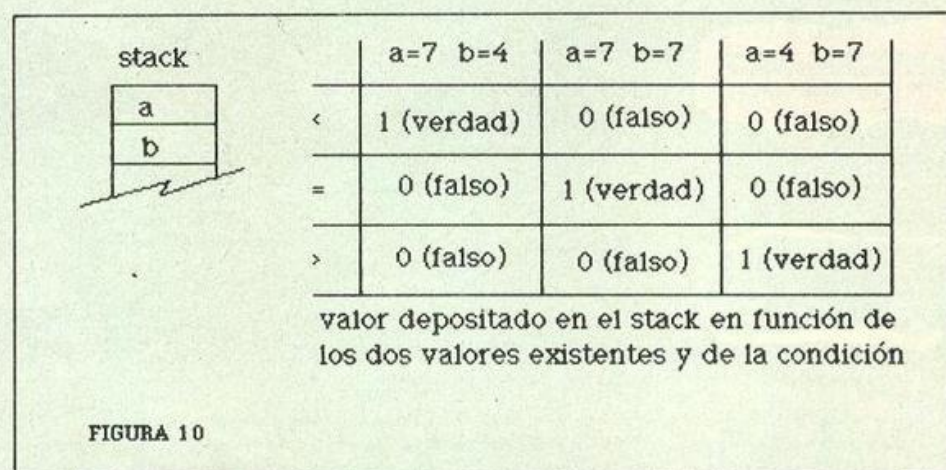 stack
a
b
a=7 b=4 a=7 b=7 a=4 b=7
< 1 (verdad) 0 (falso) 0 (falso)
= 0 (falso) 1 (verdad) 0 (falso)
> 0 (falso) 0 (falso) 1 (verdad)
valor depositado en el stack en función de
los dos valores existentes y de la condición
FIGURA 10